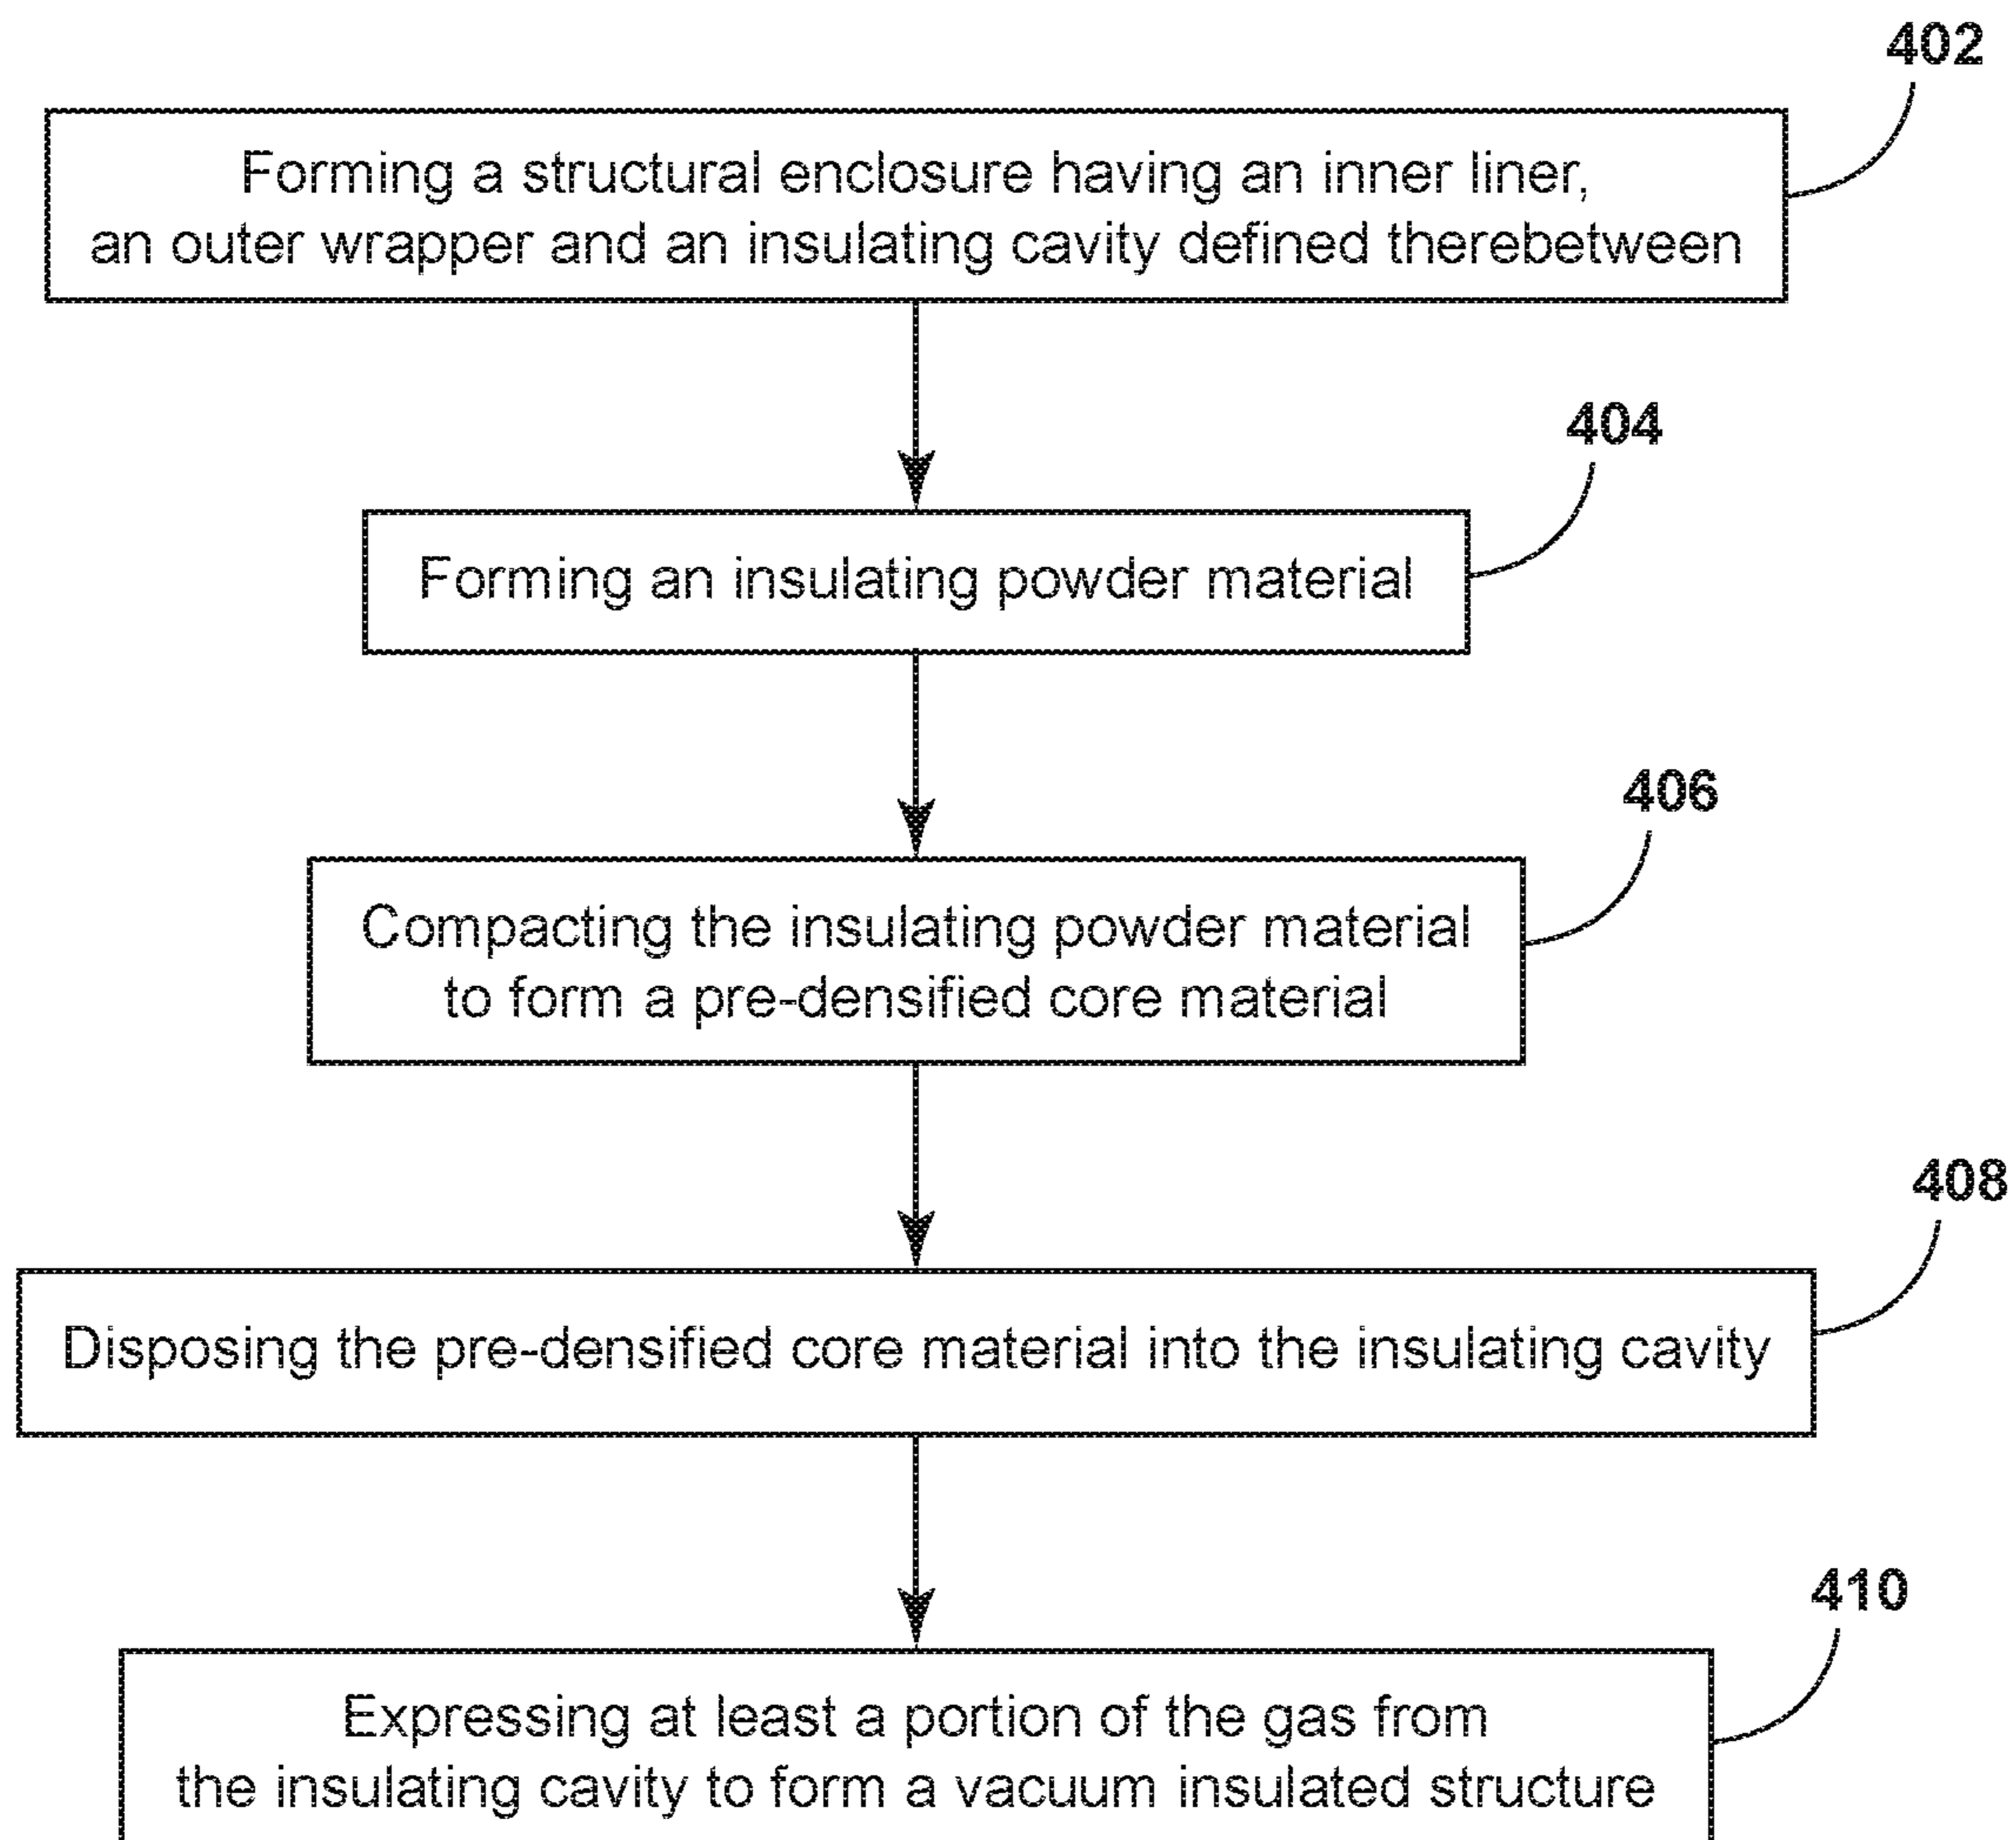 402
Forming a structural enclosure having an inner liner,
an outer wrapper and an insulating cavity defined therebetween
404
Forming an insulating powder material
406
Compacting the insulating powder material
to form a pre-densified core material
408
Disposing the pre-densified core material into the insulating cavity
410
Expressing at least a portion of the gas from
the insulating cavity to form a vacuum insulated structure